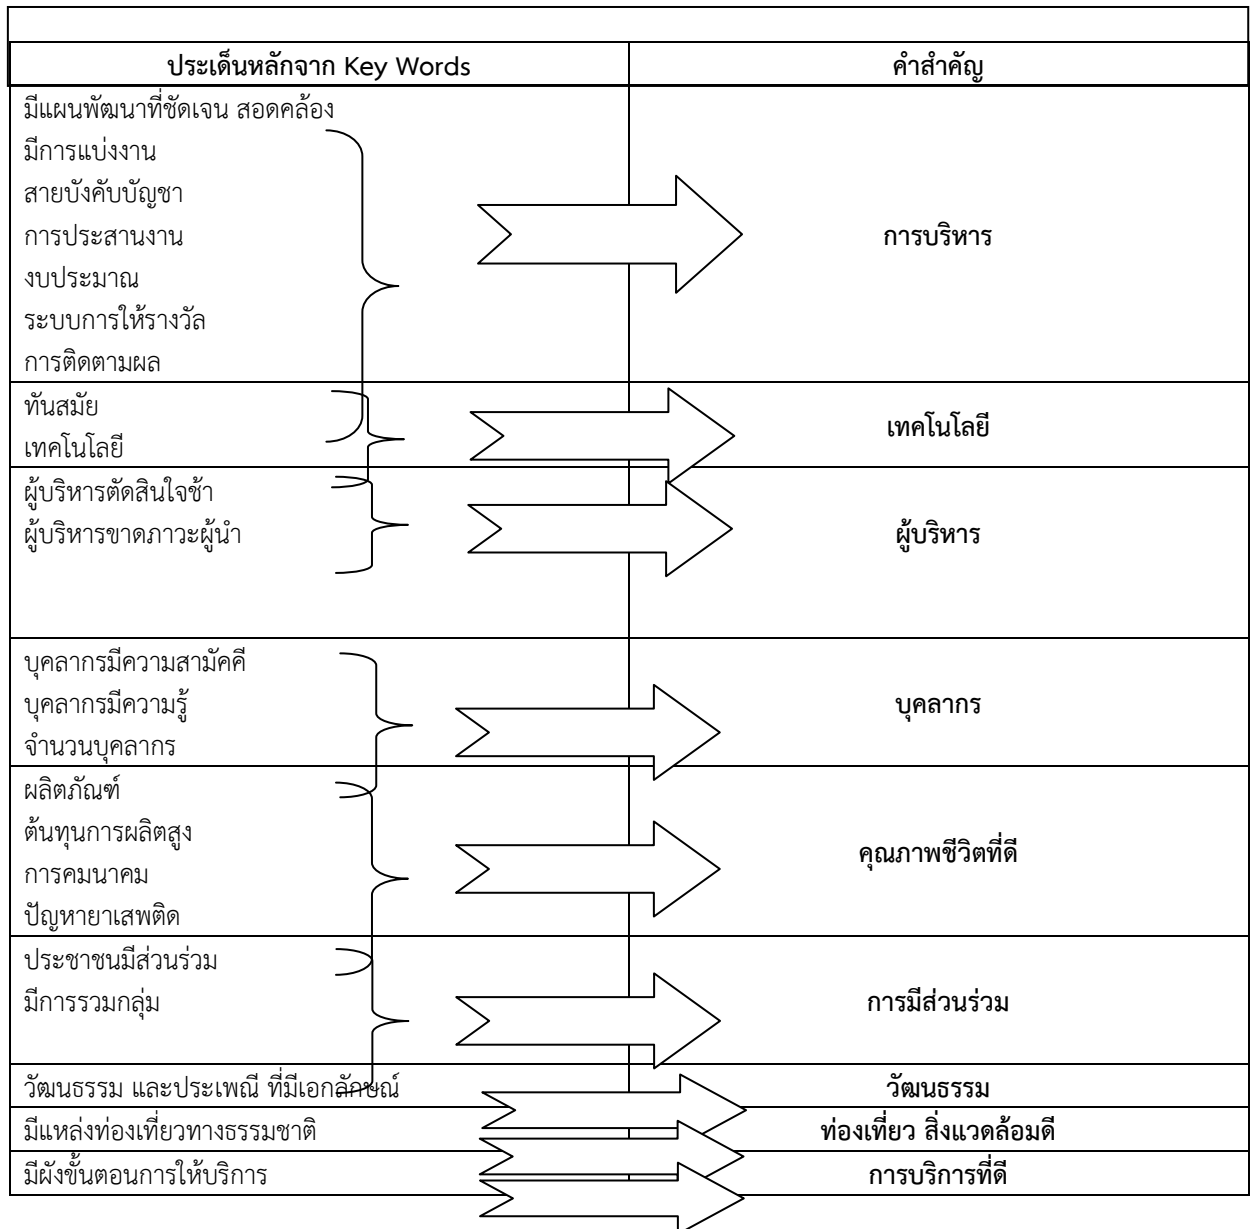 ประเด็นหลักจาก Key Words
คำสำคัญ
มีแผนพัฒนาที่ชัดเจน สอดคล้อง
มีการแบ่งงาน
สายบังคับบัญชา
การประสานงาน
งบประมาณ
ระบบการให้รางวัล
การติดตามผล
การบริหาร
ทันสมัย
เทคโนโลยี
เทคโนโลยี
ผู้บริหารตัดสินใจช้า
ผู้บริหารขาดภาวะผู้นำ
ผู้บริหาร
บุคลากรมีความสามัคคี
บุคลากรมีความรู้
จำนวนบุคลากร
บุคลากร
ผลิตภัณฑ์
ต้นทุนการผลิตสูง
การคมนาคม
ปัญหายาเสพติด
คุณภาพชีวิตที่ดี
ประชาชนมีส่วนร่วม
มีการรวมกลุ่ม
การมีส่วนร่วม
วัฒนธรรม และประเพณี ที่มีเอกลักษณ์
วัฒนธรรม
มีแหล่งท่องเที่ยวทางธรรมชาติ
ท่องเที่ยว สิ่งแวดล้อมดี
มีผังขั้นตอนการให้บริการ
การบริการที่ดี